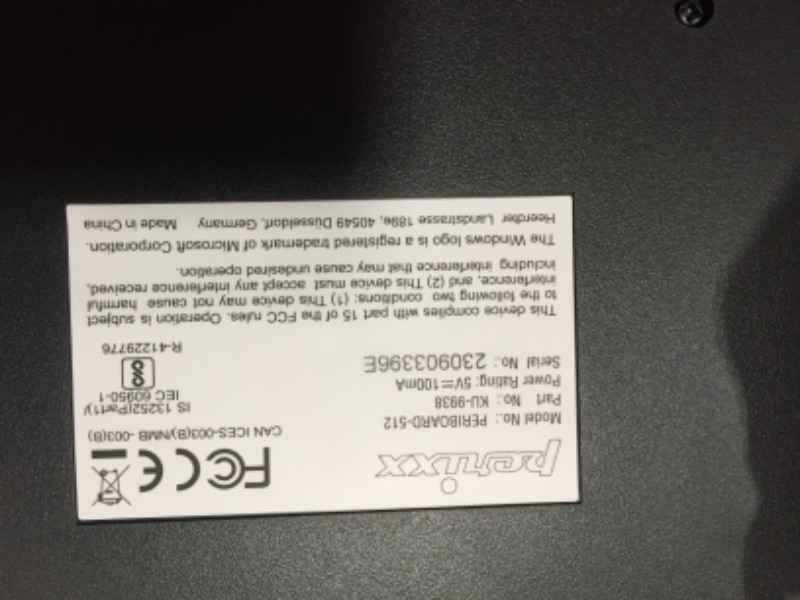 perixx
FCC CE
CAN ICES-003(B)/NMB -003(B)
Model No.: PERIBOARD-512
Part No.: KU-9938
Power Rating: 5V⎓100mA
Serial No.: 230903396E
IS 13252(Part1)/
IEC 60950-1
R-41229776
This device complies with part 15 of the FCC rules. Operation is subject
to the following two conditions: (1) This device may not cause harmful
interference, and (2) This device must accept any interference received,
including interference that may cause undesired operation.
The Windows logo is a registered trademark of Microsoft Corporation.
Heerdter Landstrasse 189e, 40549 Düsseldorf, Germany Made in China